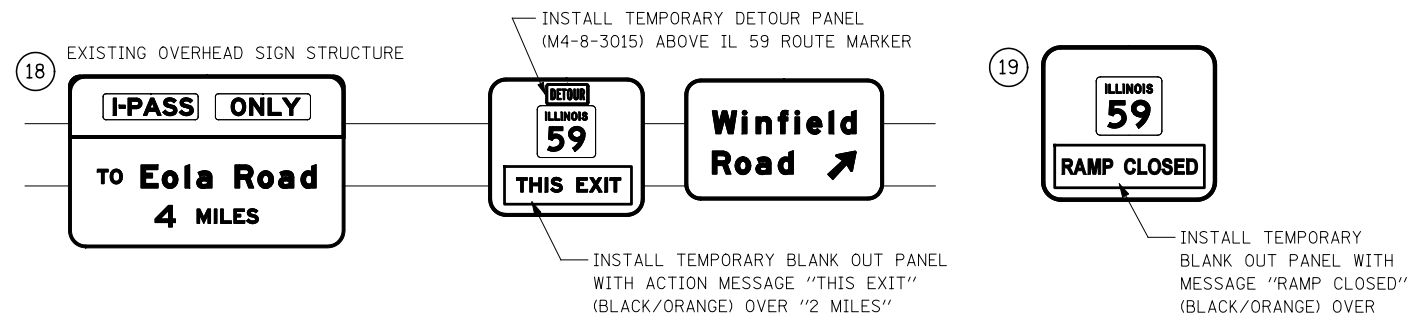 18
EXISTING OVERHEAD SIGN STRUCTURE
I-PASS ONLY
TO Eola Road
4 MILES
INSTALL TEMPORARY DETOUR PANEL
(M4-8-3015) ABOVE IL 59 ROUTE MARKER
DETOUR
ILLINOIS
59
THIS EXIT
Winfield
Road
INSTALL TEMPORARY BLANK OUT PANEL
WITH ACTION MESSAGE "THIS EXIT"
(BLACK/ORANGE) OVER "2 MILES"
19
ILLINOIS
59
RAMP CLOSED
INSTALL TEMPORARY
BLANK OUT PANEL WITH
MESSAGE "RAMP CLOSED"
(BLACK/ORANGE) OVER